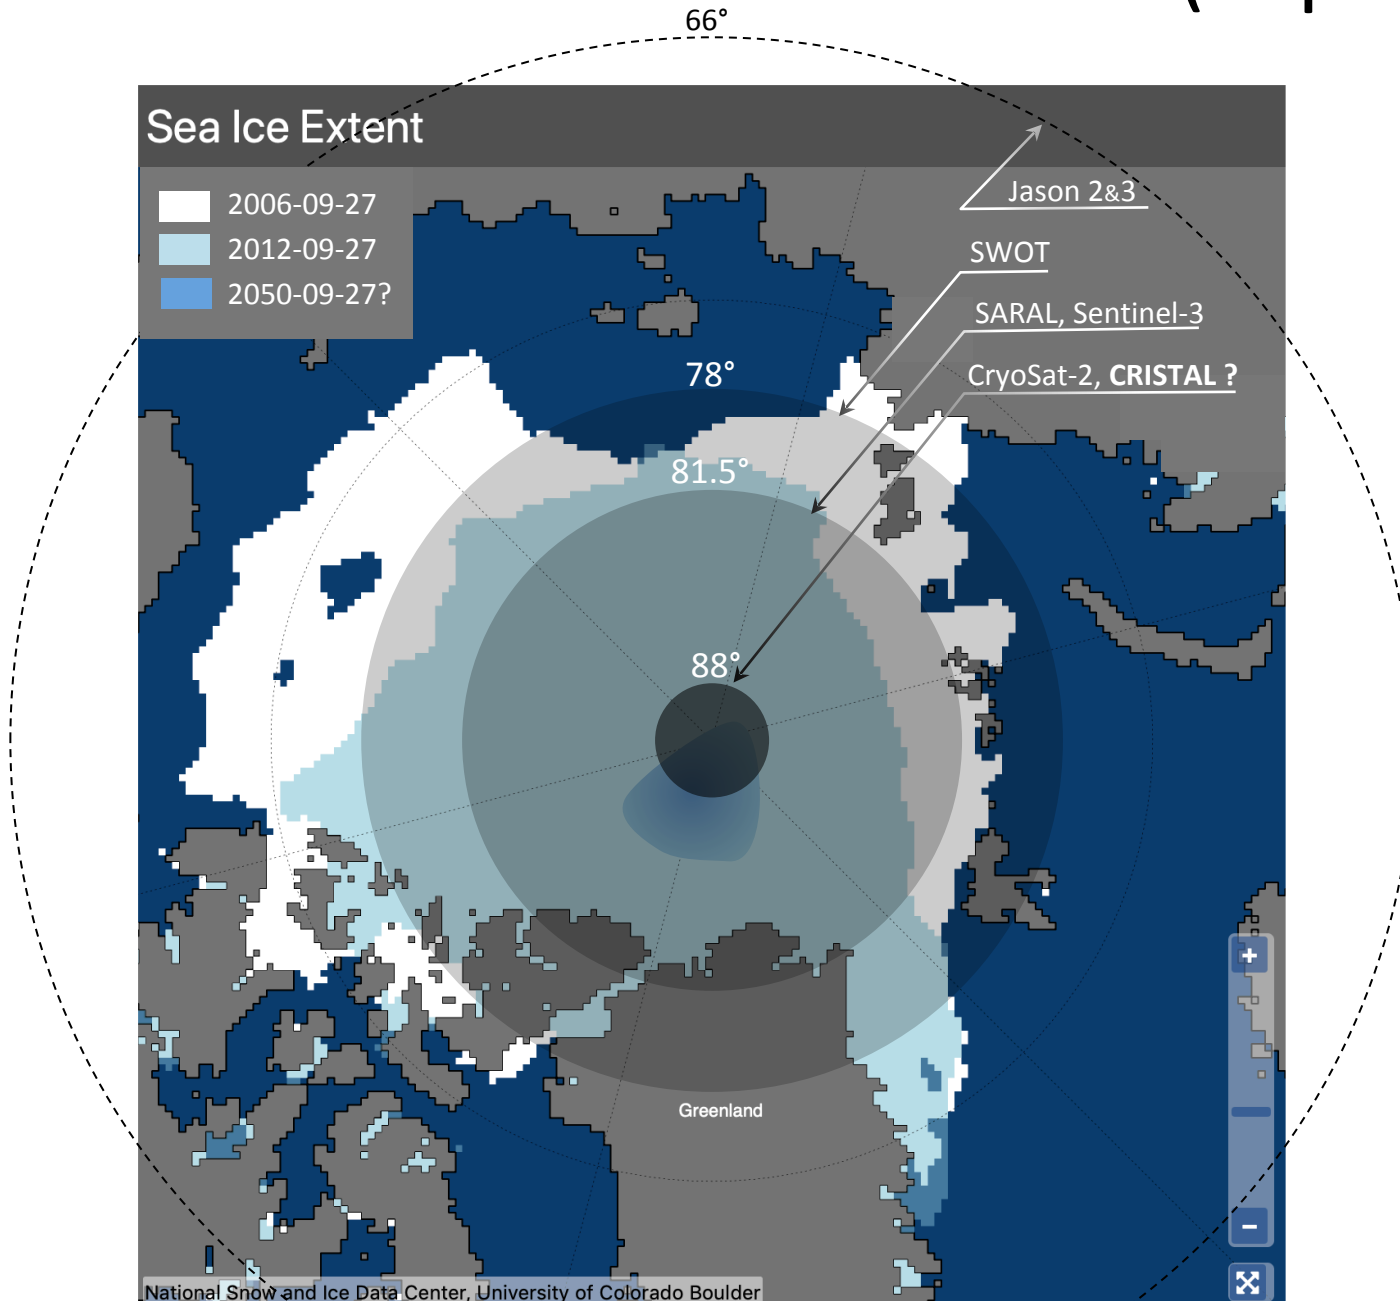 66°
Sea Ice Extent
2006-09-27
2012-09-27
2050-09-27?
Jason 2&3
SWOT
SARAL, Sentinel-3
CryoSat-2, CRISTAL ?
78°
81.5°
88°
Greenland
+
−
National Snow and Ice Data Center, University of Colorado Boulder